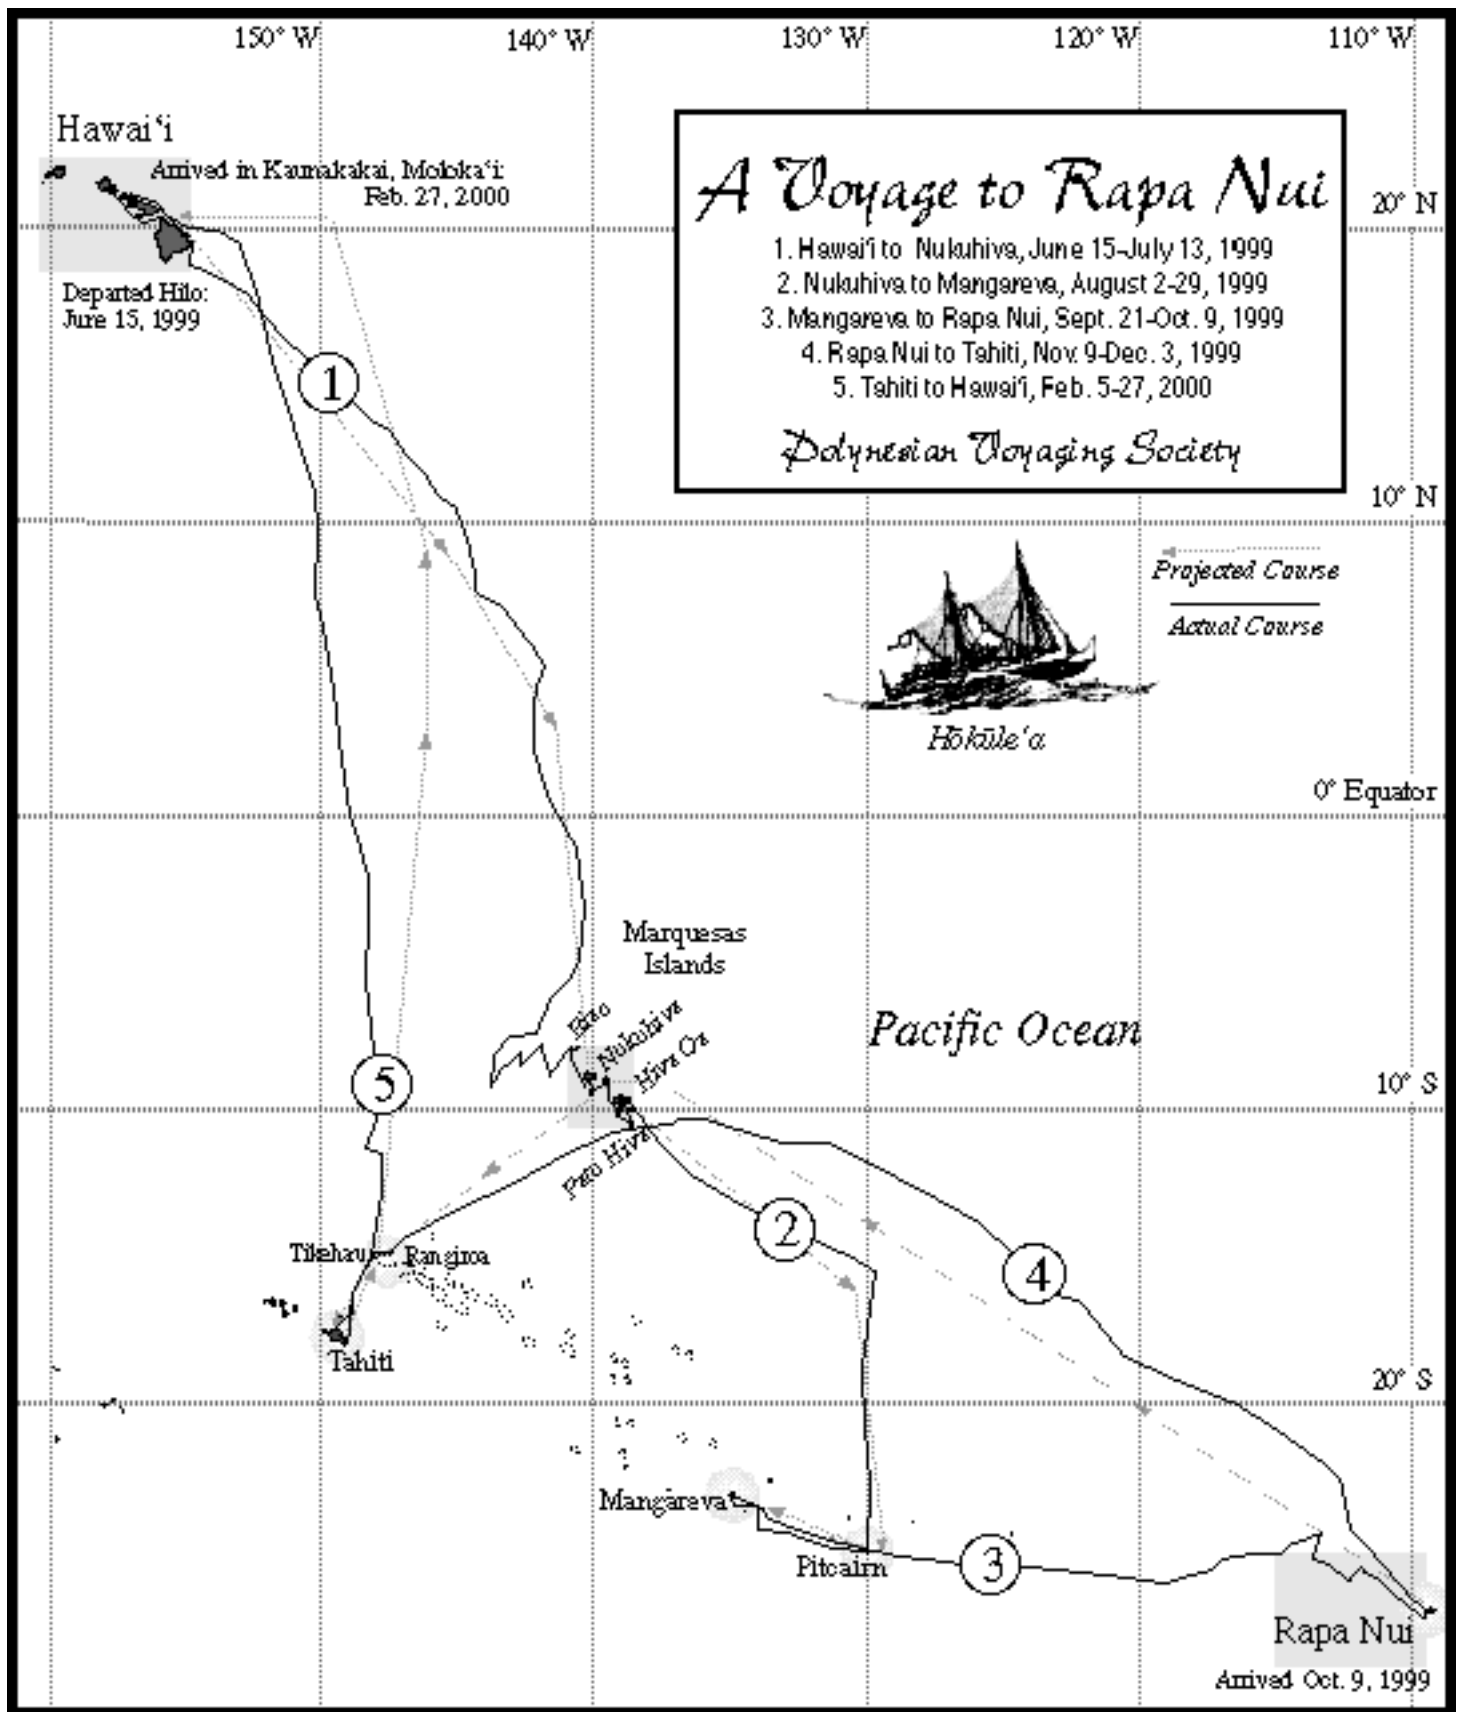 150° W
140° W
130° W
120° W
110° W
Hawai‘i
Arrived in Kaunakakai, Moloka‘i:
Feb. 27, 2000
A Voyage to Rapa Nui
1. Hawai‘i to Nukuhiva, June 15-July 13, 1999
2. Nukuhiva to Mangareva, August 2-29, 1999
3. Mangareva to Rapa Nui, Sept. 21-Oct. 9, 1999
4. Rapa Nui to Tahiti, Nov. 9-Dec. 3, 1999
5. Tahiti to Hawai‘i, Feb. 5-27, 2000
Polynesian Voyaging Society
20° N
Departed Hilo:
June 15, 1999
1
10° N
Projected Course
Actual Course
Hōkūle‘a
0° Equator
Marquesas
Islands
Eiao
Nukuhiva
Hiva Oa
Fatu Hiva
Pacific Ocean
10° S
5
2
4
Tikehau
Rangiroa
Tahiti
20° S
Mangareva
Pitcairn
3
Rapa Nui
Arrived Oct. 9, 1999